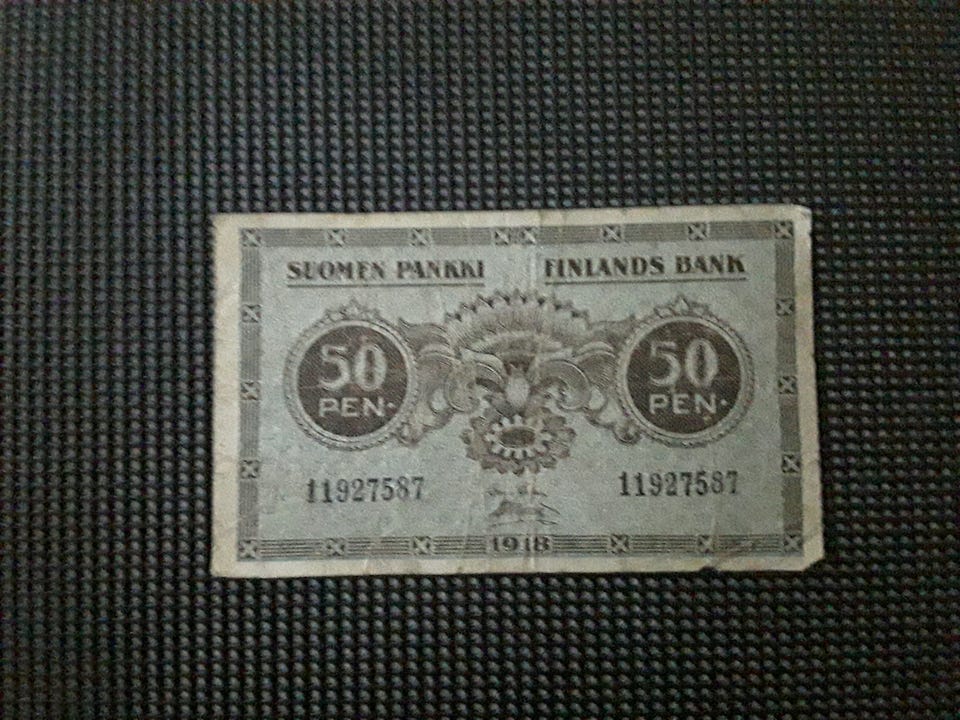 SUOMEN PANKKI FINLANDS BANK
50 PEN· 50 PEN·
11927587 11927587
1918